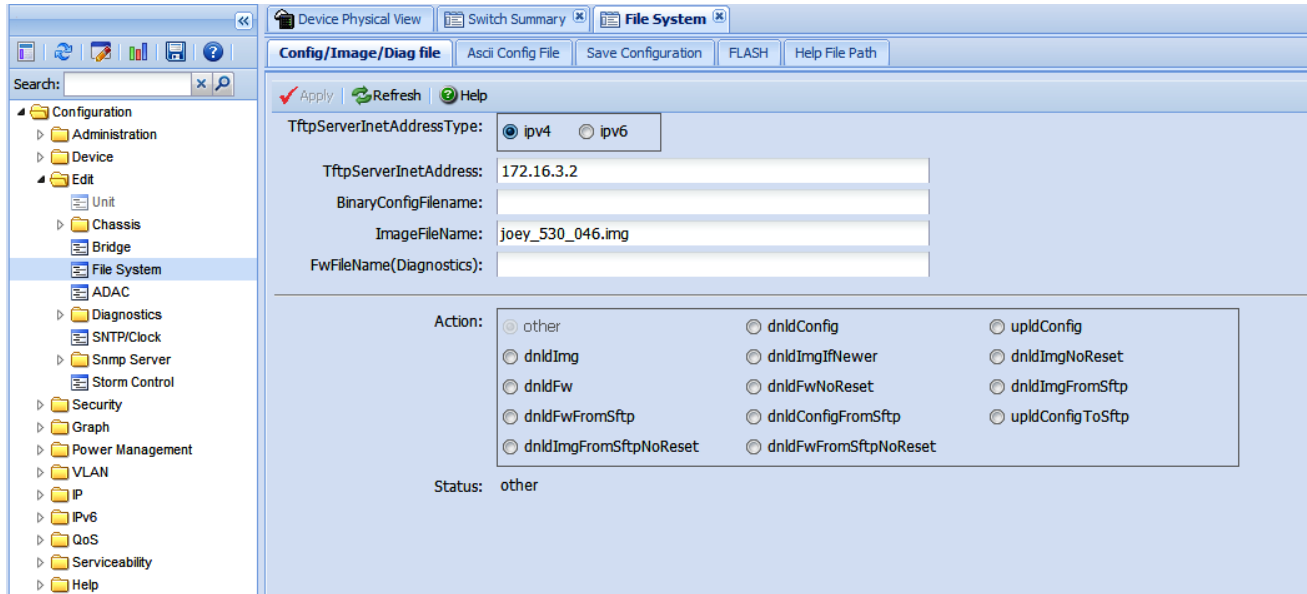 Device Physical View Switch Summary File System
Config/Image/Diag file Ascii Config File Save Configuration FLASH Help File Path
Search:
Apply Refresh Help
Configuration
Administration
Device
Edit
Unit
Chassis
Bridge
File System
ADAC
Diagnostics
SNTP/Clock
Snmp Server
Storm Control
Security
Graph
Power Management
VLAN
IP
IPv6
QoS
Serviceability
Help
TftpServerInetAddressType: ipv4 ipv6
TftpServerInetAddress: 172.16.3.2
BinaryConfigFilename:
ImageFileName: joey_530_046.img
FwFileName(Diagnostics):
Action: other dnldConfig upldConfig
dnldImg dnldImgIfNewer dnldImgNoReset
dnldFw dnldFwNoReset dnldImgFromSftp
dnldFwFromSftp dnldConfigFromSftp upldConfigToSftp
dnldImgFromSftpNoReset dnldFwFromSftpNoReset
Status: other